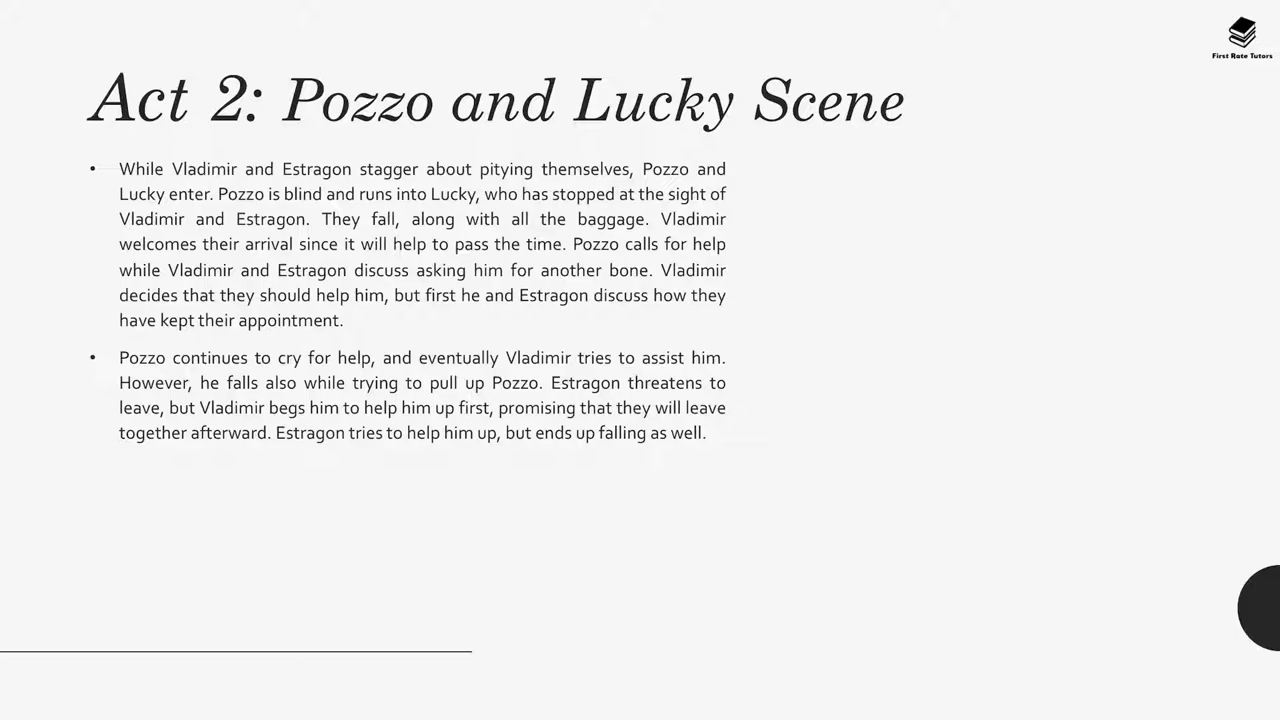 First Rate Tutors
Act 2: Pozzo and Lucky Scene
• While Vladimir and Estragon stagger about pitying themselves, Pozzo and
Lucky enter. Pozzo is blind and runs into Lucky, who has stopped at the sight of
Vladimir and Estragon. They fall, along with all the baggage. Vladimir
welcomes their arrival since it will help to pass the time. Pozzo calls for help
while Vladimir and Estragon discuss asking him for another bone. Vladimir
decides that they should help him, but first he and Estragon discuss how they
have kept their appointment.
• Pozzo continues to cry for help, and eventually Vladimir tries to assist him.
However, he falls also while trying to pull up Pozzo. Estragon threatens to
leave, but Vladimir begs him to help him up first, promising that they will leave
together afterward. Estragon tries to help him up, but ends up falling as well.